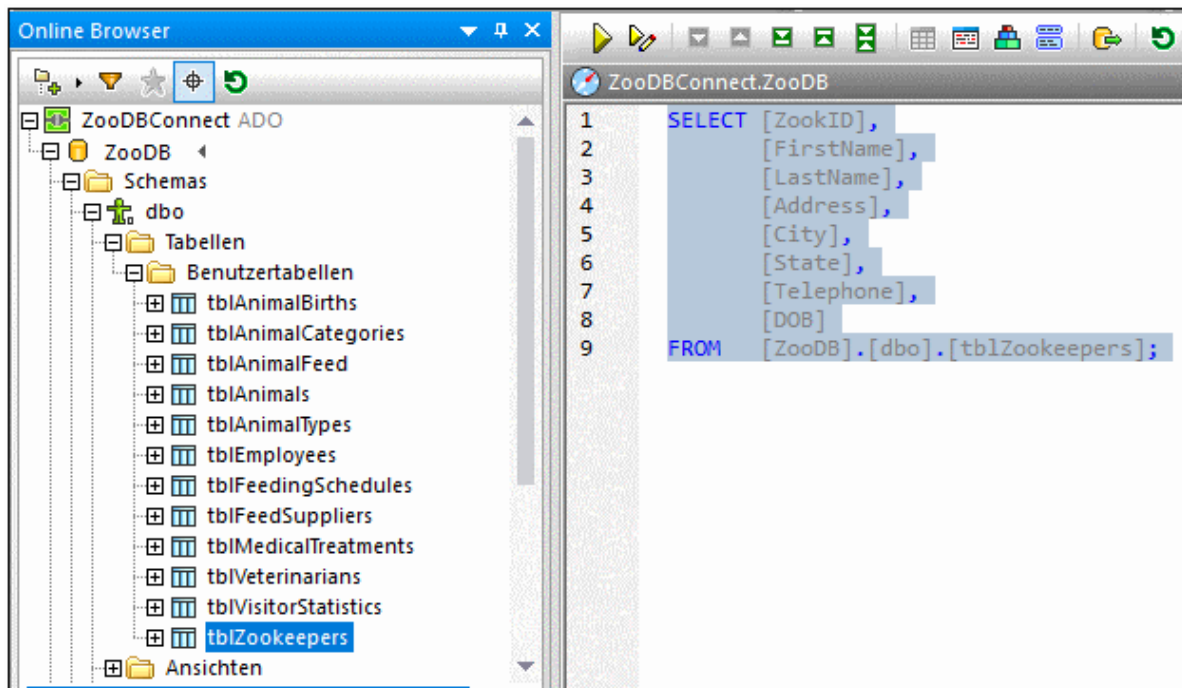 Online Browser
ZooDBConnect ADO
ZooDB
Schemas
dbo
Tabellen
Benutzertabellen
tblAnimalBirths
tblAnimalCategories
tblAnimalFeed
tblAnimals
tblAnimalTypes
tblEmployees
tblFeedingSchedules
tblFeedSuppliers
tblMedicalTreatments
tblVeterinarians
tblVisitorStatistics
tblZookeepers
Ansichten
ZooDBConnect.ZooDB
1 SELECT [ZookID],
2 [FirstName],
3 [LastName],
4 [Address],
5 [City],
6 [State],
7 [Telephone],
8 [DOB]
9 FROM [ZooDB].[dbo].[tblZookeepers];